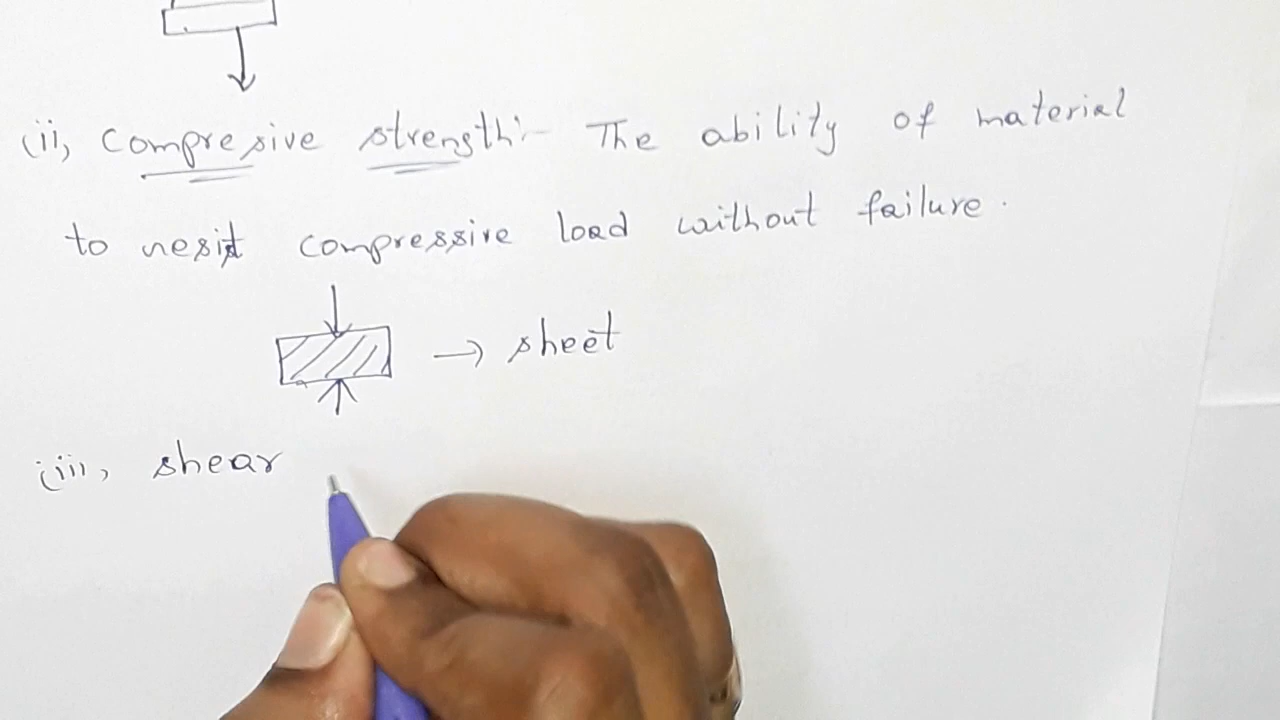 (ii), compresive strength:- The ability of material
to resist compressive load without failure.
→ sheet
(iii), shear